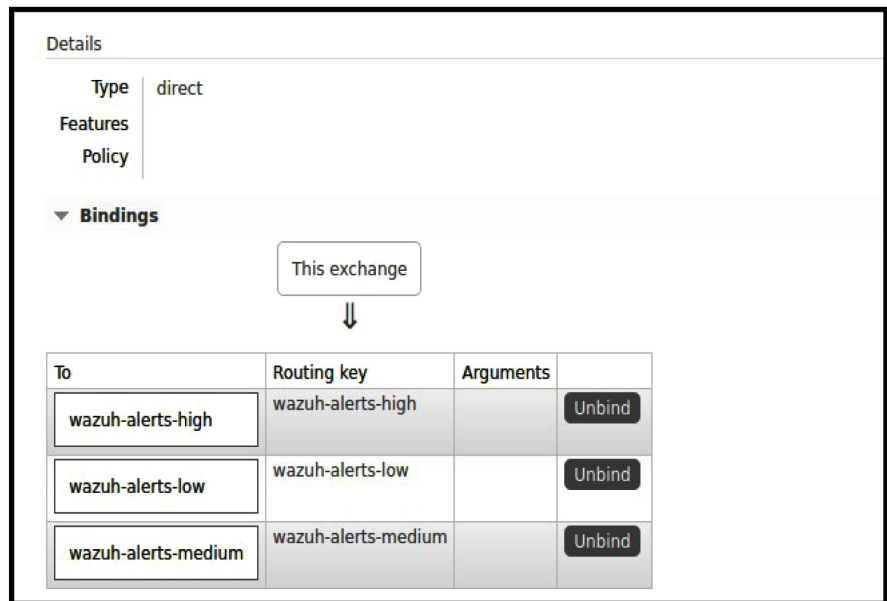 Details
Type direct
Features
Policy
Bindings
This exchange
To Routing key Arguments
wazuh-alerts-high wazuh-alerts-high Unbind
wazuh-alerts-low wazuh-alerts-low Unbind
wazuh-alerts-medium wazuh-alerts-medium Unbind